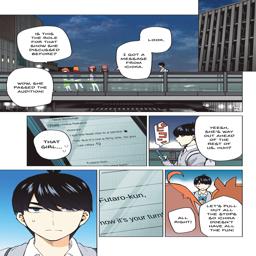 LOOK,
I GOT A
MESSAGE
FROM
ICHIKA.
IS THIS
THE ROLE
FOR THAT
SHOW SHE
DISCUSSED
BEFORE?
WOW, SHE
PASSED THE
AUDITION!
THAT
GIRL...
YEESH,
SHE'S WAY
OUT AHEAD
OF THE
REST OF
US, HUH?
Futaro-kun,
now it's your turn!
LET'S PULL
OUT ALL
THE STOPS
SO ICHIKA
DOESN'T
HAVE ALL
THE FUN!
ALL
RIGHT!